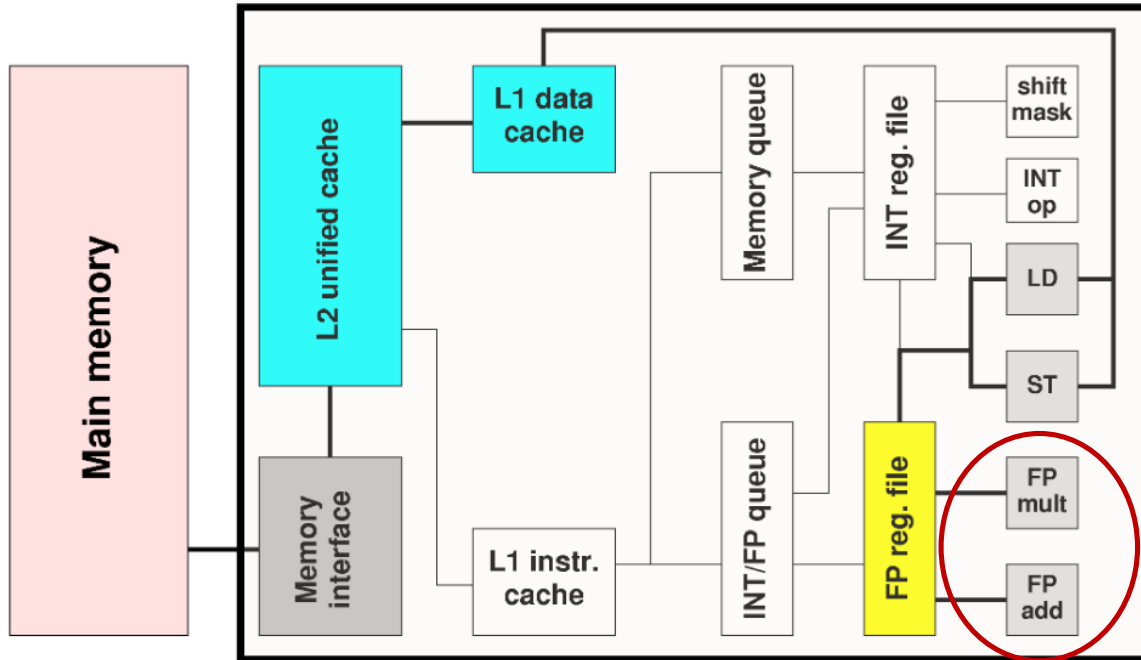 Main memory
L2 unified cache
Memory
interface
L1 data
cache
L1 instr.
cache
Memory queue
INT/FP queue
INT reg. file
FP reg. file
shift
mask
INT
op
LD
ST
FP
mult
FP
add